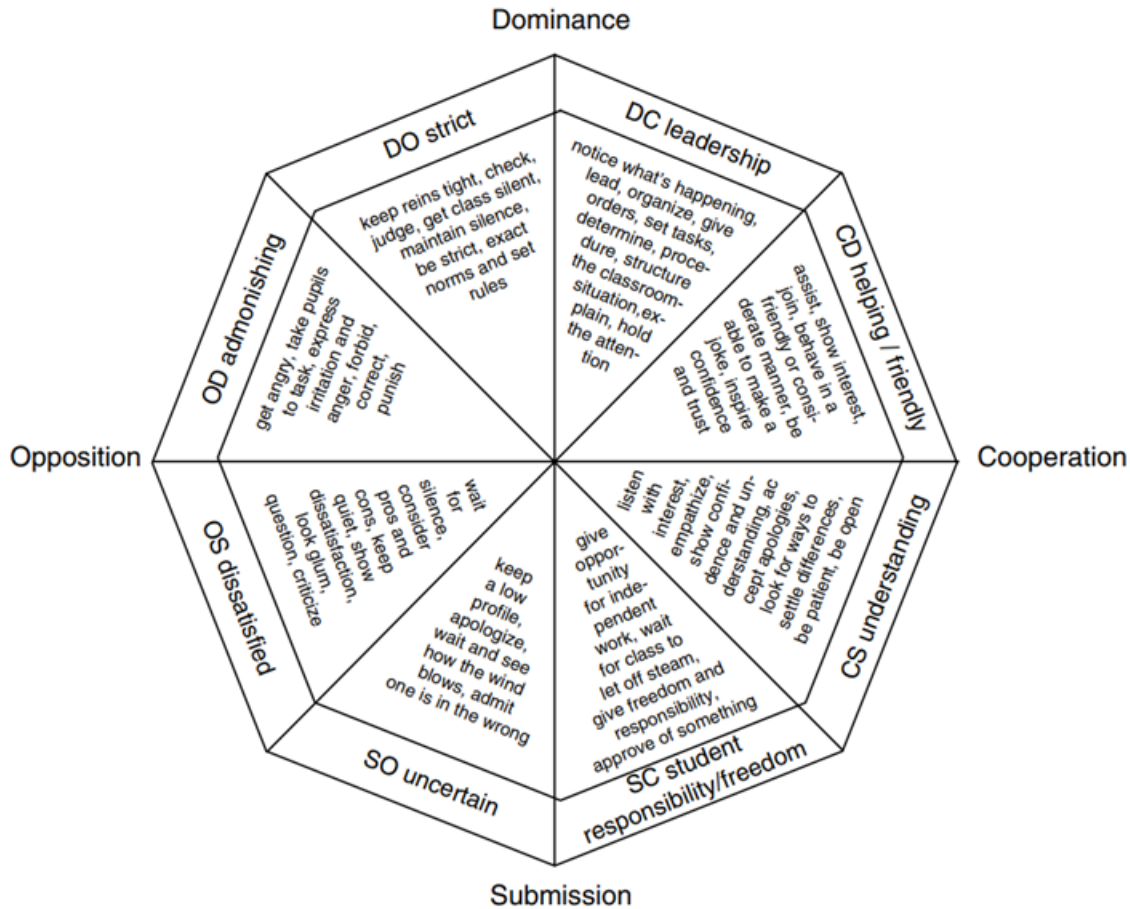 Dominance
DO strict
keep reins tight, check,
judge, get class silent,
maintain silence,
be strict, exact
norms and set
rules
DC leadership
notice what's happening,
lead, organize, give
orders, set tasks,
determine, proce-
dure, structure
the classroom-
situation,ex-
plain, hold
the atten-
tion
OD admonishing
get angry, take pupils
to task, express
irritation and
anger, forbid,
correct,
punish
CD helping / friendly
assist, show interest,
join, behave in a
friendly or consi-
derate manner, be
able to make a
joke, inspire
confidence
and trust
Opposition
Cooperation
OS dissatisfied
wait
for
silence,
consider
pros and
cons, keep
quiet, show
dissatisfaction,
look glum,
question, criticize
CS understanding
listen
with
interest,
empathize,
show confi-
dence and un-
derstanding, ac
cept apologies,
look for ways to
settle differences,
be patient, be open
SO uncertain
keep
a low
profile,
apologize,
wait and see
how the wind
blows, admit
one is in the wrong
give
oppor-
tunity
for inde-
pendent
work, wait
for class to
let off steam,
give freedom and
responsibility,
approve of something
SC student
responsibility/freedom
Submission